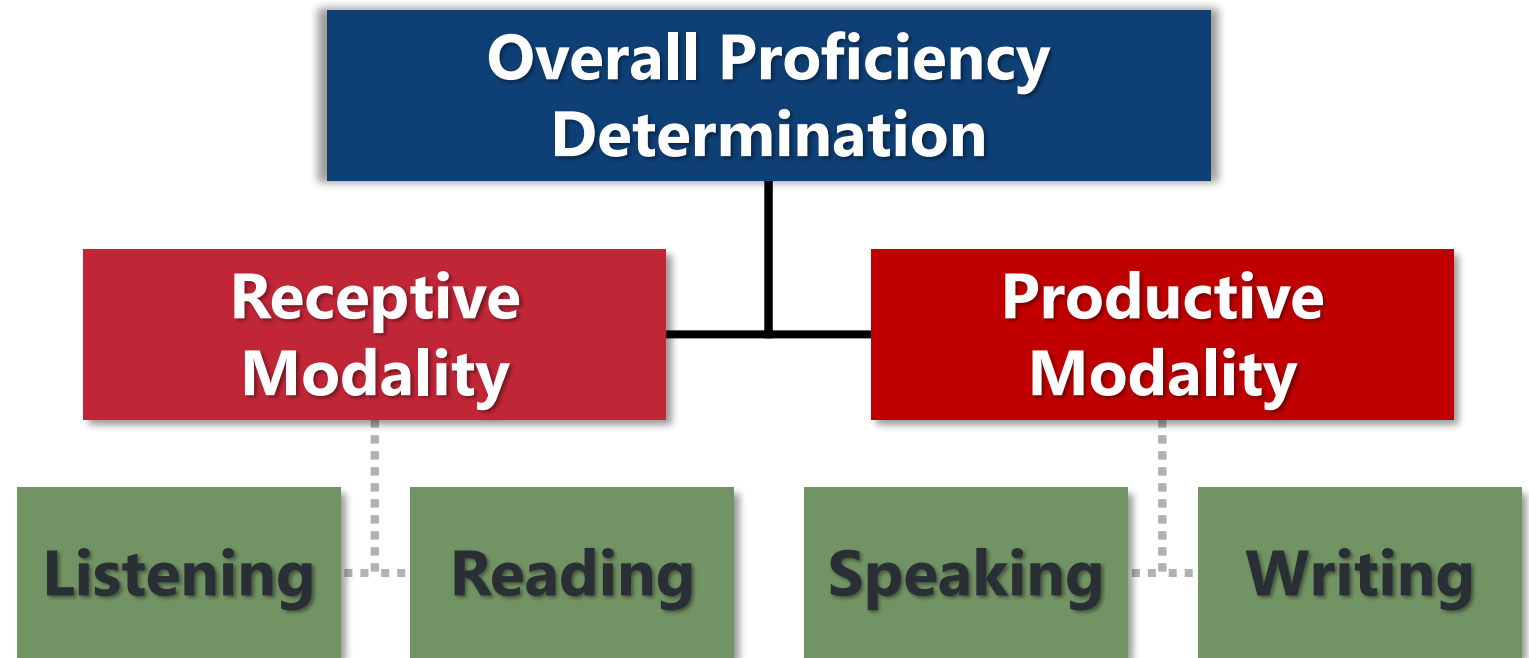 Overall Proficiency
Determination
Receptive
Modality
Productive
Modality
Listening
Reading
Speaking
Writing